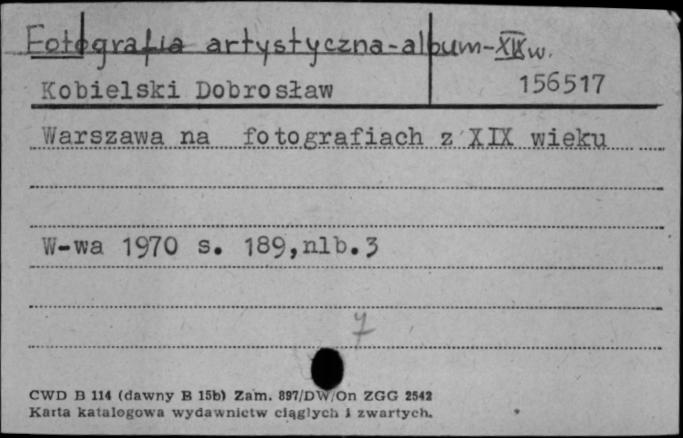 Fotografia artystyczna-album-XIX w.
Kobielski Dobrosław 156517
Warszawa na fotografiach z XIX wieku
W-wa 1970 s. 189,nlb.3
7
CWD B 114 (dawny B 15b) Zam. 897/DW/On ZGG 2542
Karta katalogowa wydawnictw ciągłych i zwartych.